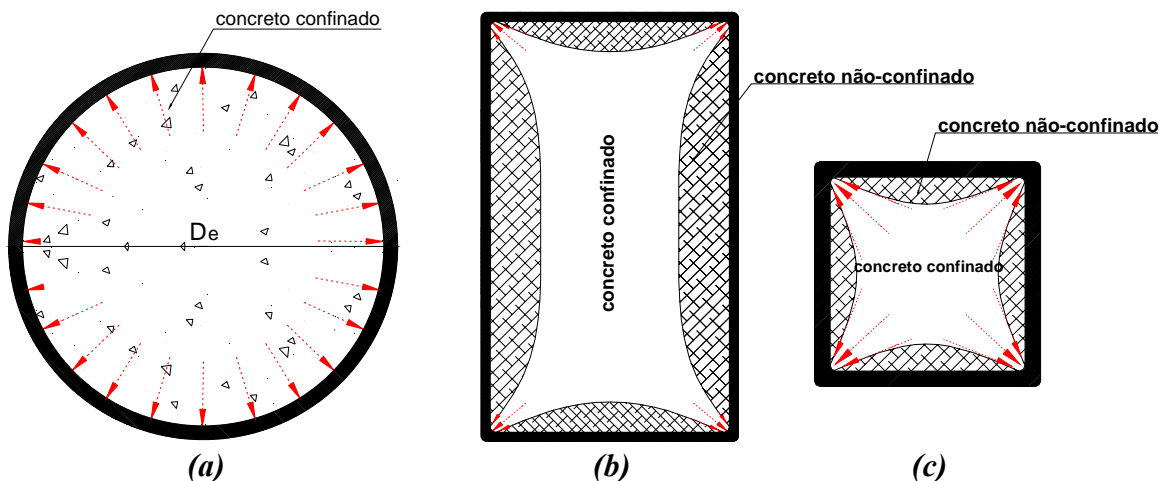 concreto confinado
De
(a)
concreto não-confinado
concreto confinado
(b)
concreto não-confinado
concreto confinado
(c)